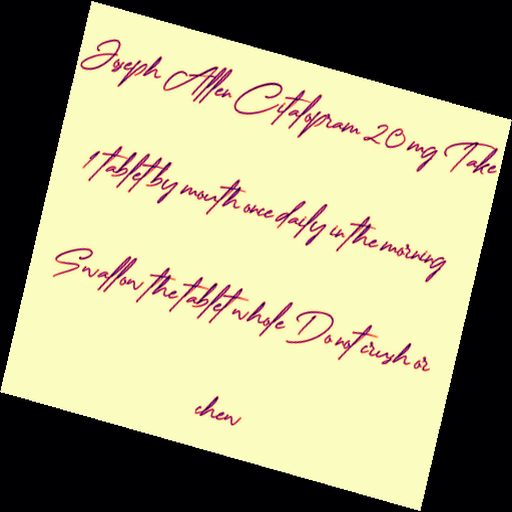 Joseph Allen Citalopram 20 mg Take
1 tablet by mouth once daily in the morning
Swallow the tablet whole Do not crush or
chew